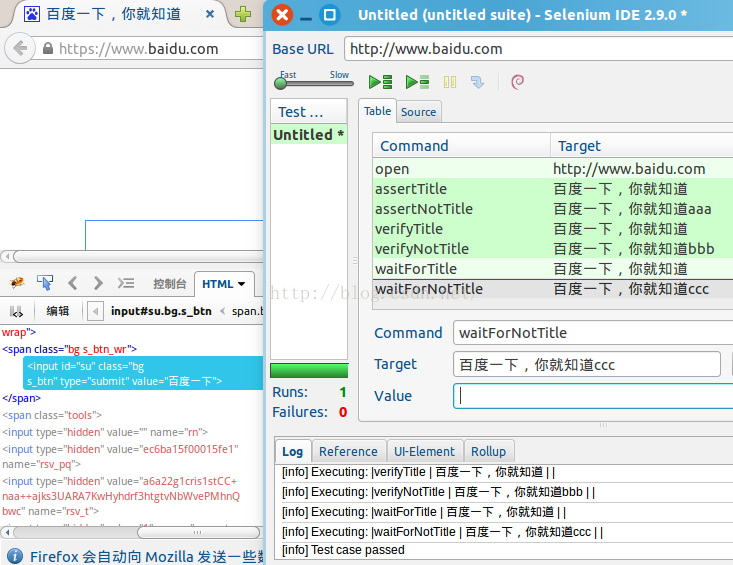 百度一下，你就知道
https://www.baidu.com
控制台
HTML
编辑
input#su.bg.s_btn
span.b
wrap">
<span class="bg s_btn_wr">
<input id="su" class="bg
s_btn" type="submit" value="百度一下">
</span>
<span class="tools">
<input type="hidden" value="" name="rn">
<input type="hidden" value="ec6ba15f00015fe1"
name="rsv_pq">
<input type="hidden" value="a6a22g1cris1stCC+
naa++ajks3UARA7KwHyhdrf3htgtvNbWvePMhnQ
bwc" name="rsv_t">
Firefox 会自动向 Mozilla 发送一些数
Untitled (untitled suite) - Selenium IDE 2.9.0 *
Base URL
http://www.baidu.com
Fast
Slow
Test ...
Untitled *
Runs: 1
Failures: 0
Table
Source
Command Target
open http://www.baidu.com
assertTitle 百度一下，你就知道
assertNotTitle 百度一下，你就知道aaa
verifyTitle 百度一下，你就知道
verifyNotTitle 百度一下，你就知道bbb
waitForTitle 百度一下，你就知道
waitForNotTitle 百度一下，你就知道ccc
http://blog.csdn.net/
Command waitForNotTitle
Target 百度一下，你就知道ccc
Value
Log
Reference
UI-Element
Rollup
[info] Executing: |verifyTitle | 百度一下，你就知道 | |
[info] Executing: |verifyNotTitle | 百度一下，你就知道bbb | |
[info] Executing: |waitForTitle | 百度一下，你就知道 | |
[info] Executing: |waitForNotTitle | 百度一下，你就知道ccc | |
[info] Test case passed